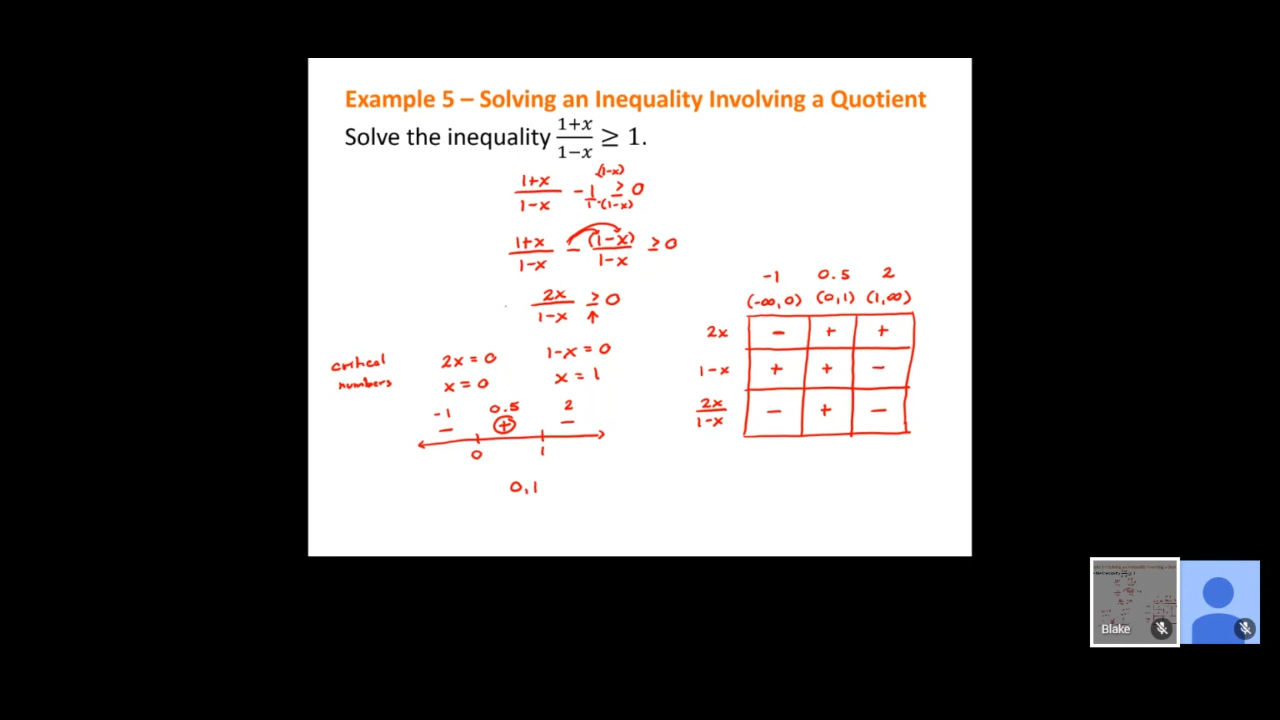 Example 5 – Solving an Inequality Involving a Quotient
Solve the inequality (1+x)/(1−x) ≥ 1.
(1-x)
(1+x)/(1-x) - 1/1 ≥ 0
·(1-x)
(1+x)/(1-x) - (1-x)/(1-x) ≥ 0
2x/(1-x) ≥ 0
↑
critical numbers
2x = 0
1-x = 0
x = 0
x = 1
-1 0.5 2
- + -
0 1
0,1
-1 0.5 2
(-∞,0) (0,1) (1,∞)
2x - + +
1-x + + -
2x/(1-x) - + -
Blake